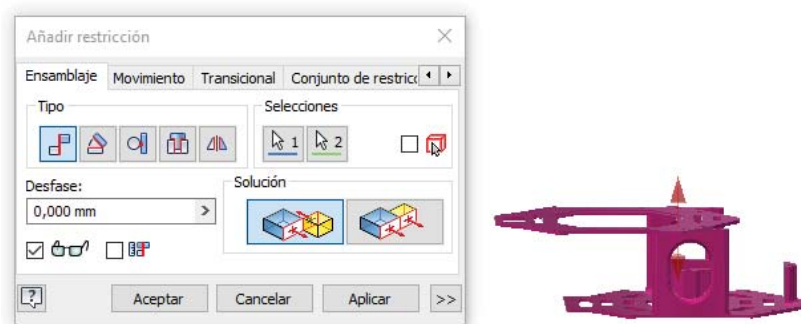 Añadir restricción
Ensamblaje Movimiento Transicional Conjunto de restricc
Tipo
Selecciones
1 2
Desfase:
Solución
0,000 mm
? Aceptar Cancelar Aplicar >>